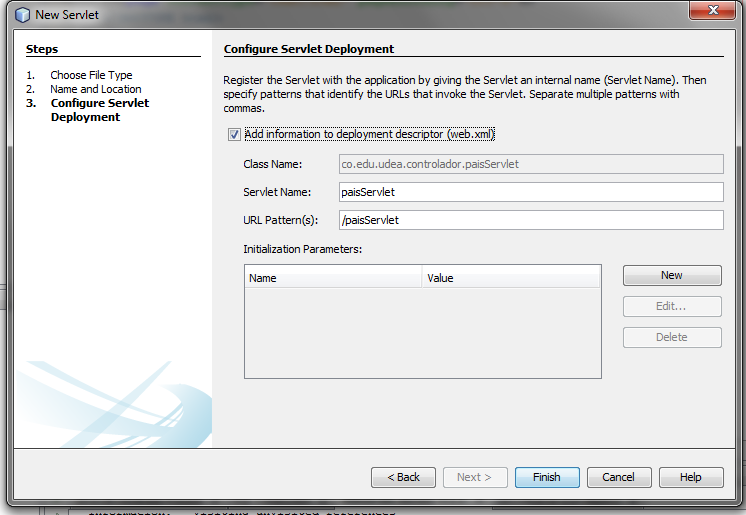 New Servlet
Steps
1. Choose File Type
2. Name and Location
3. Configure Servlet
Deployment
Configure Servlet Deployment
Register the Servlet with the application by giving the Servlet an internal name (Servlet Name). Then
specify patterns that identify the URLs that invoke the Servlet. Separate multiple patterns with
commas.
Add information to deployment descriptor (web.xml)
Class Name: co.edu.udea.controlador.paisServlet
Servlet Name: paisServlet
URL Pattern(s): /paisServlet
Initialization Parameters:
Name Value
New
Edit...
Delete
< Back Next > Finish Cancel Help